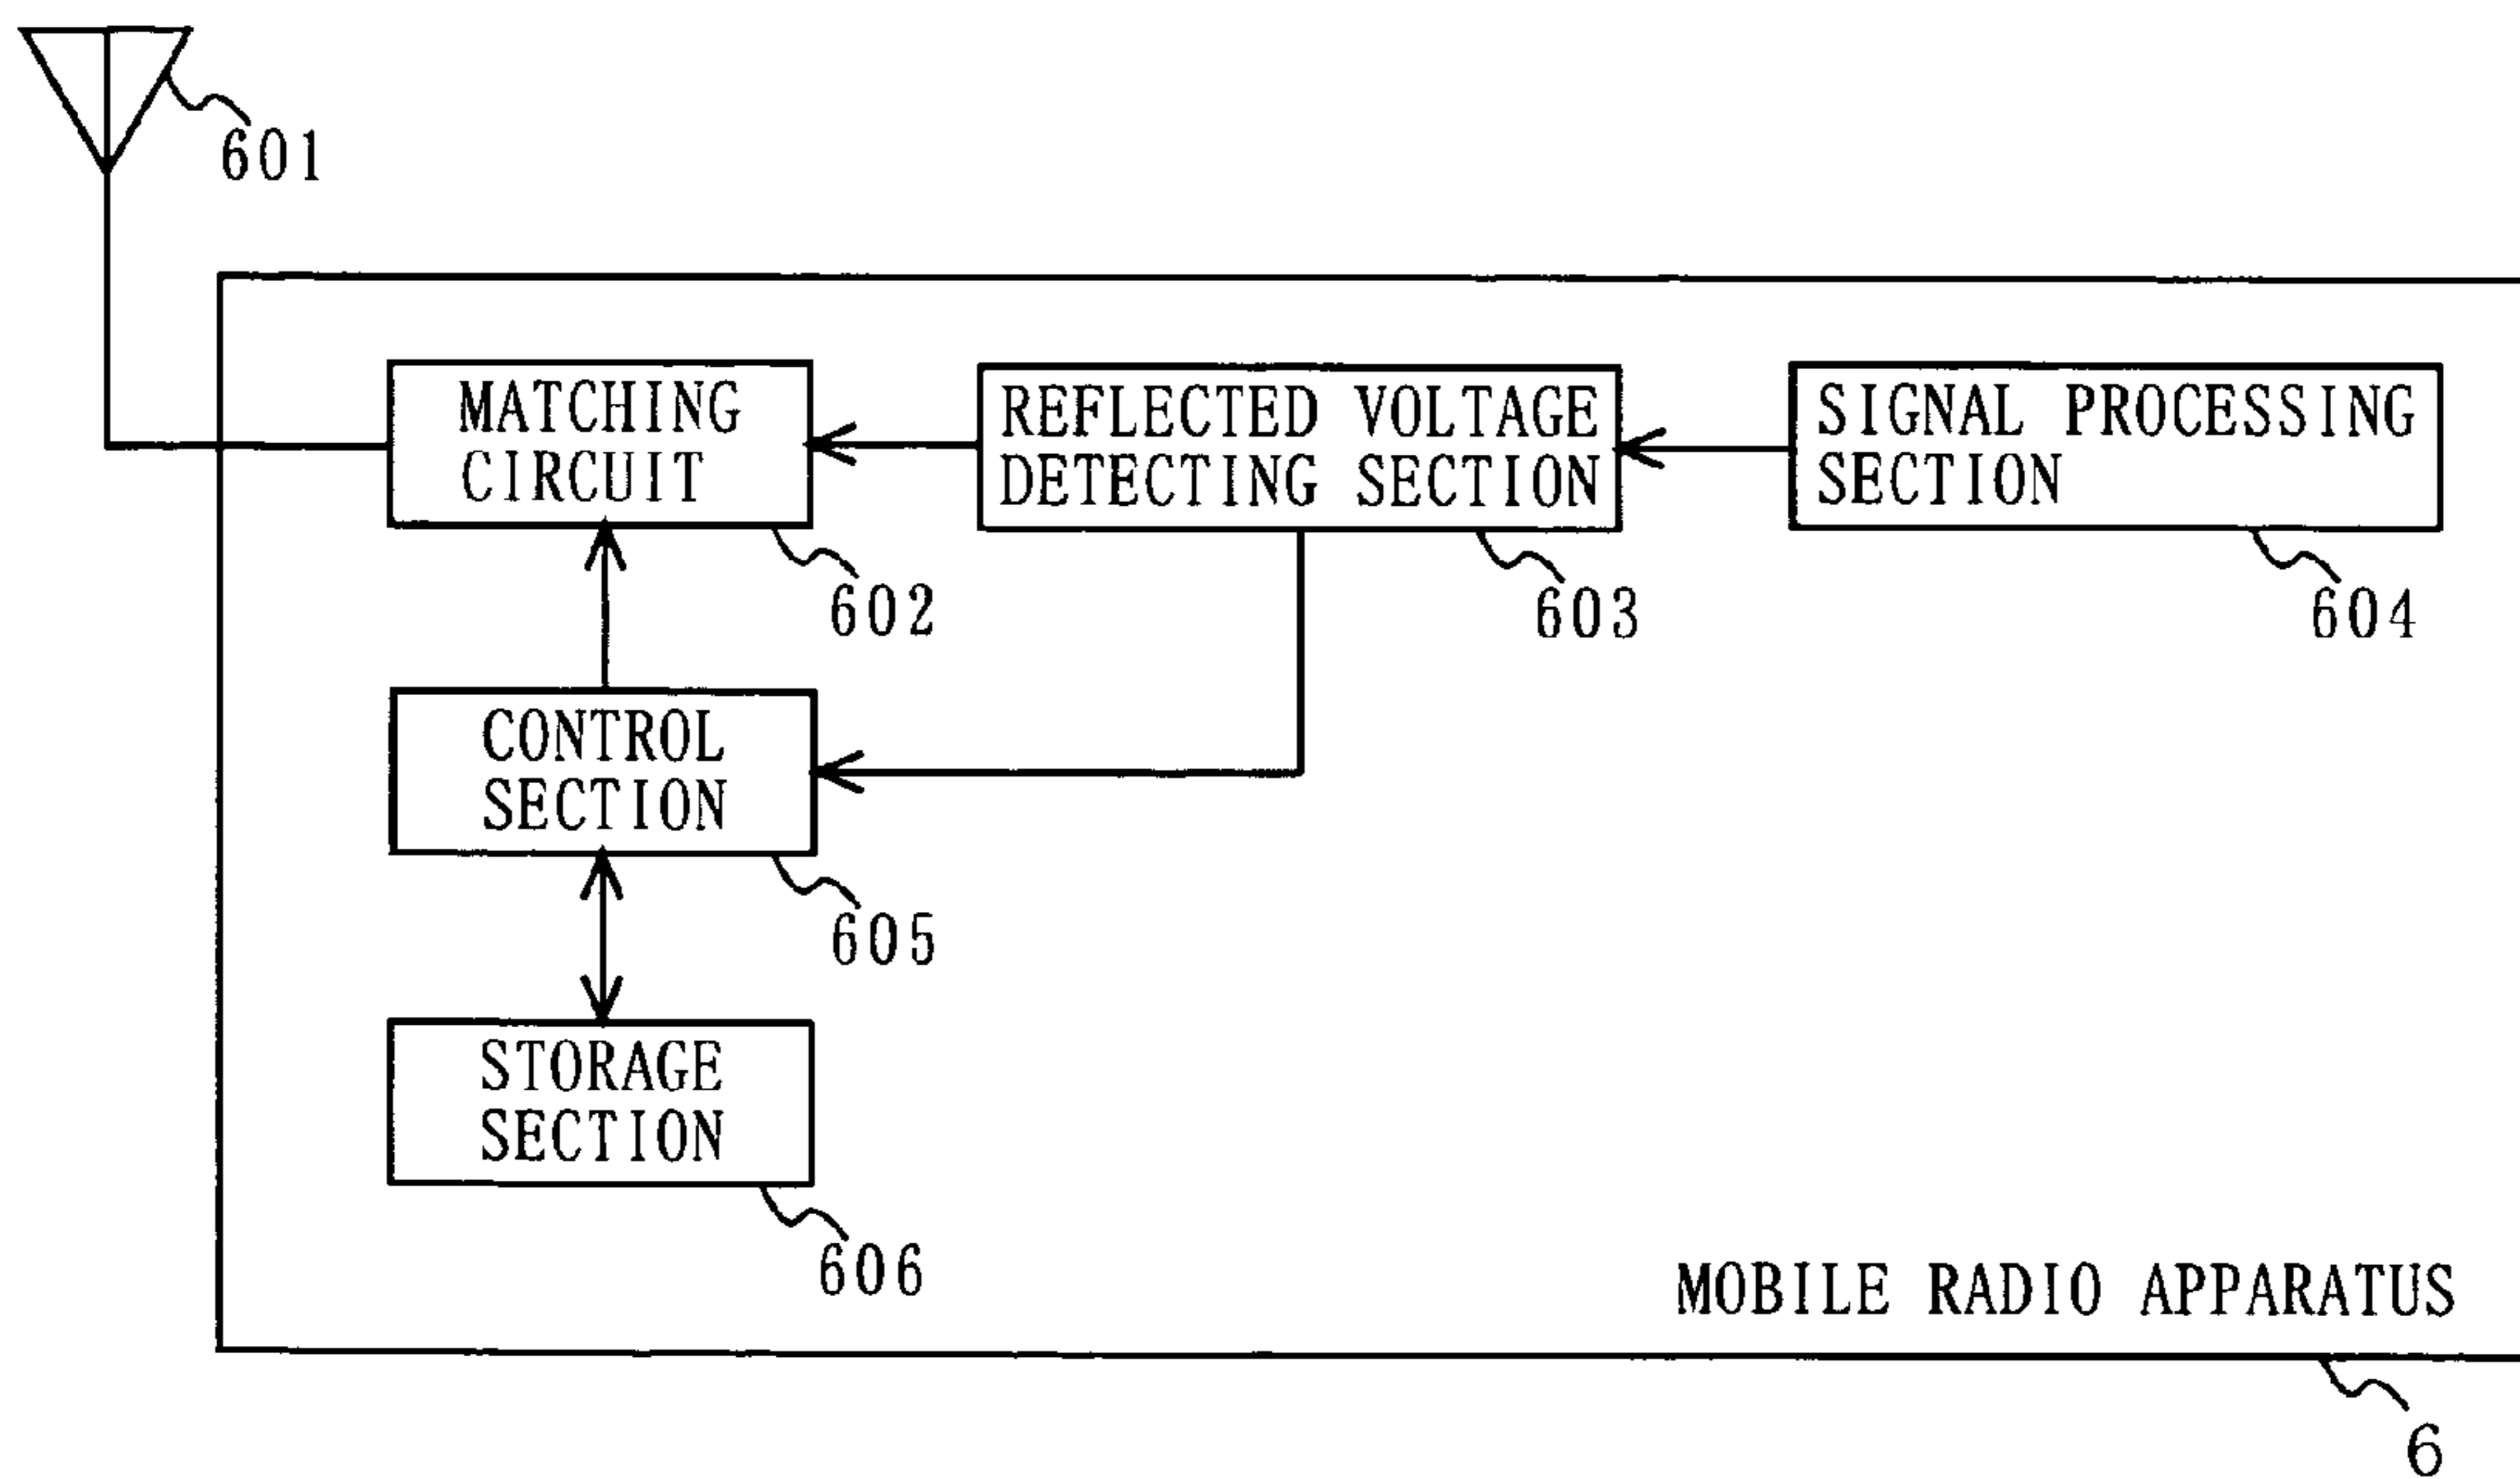 601
MATCHING
CIRCUIT
602
REFLECTED VOLTAGE
DETECTING SECTION
603
SIGNAL PROCESSING
SECTION
604
CONTROL
SECTION
605
STORAGE
SECTION
606
MOBILE RADIO APPARATUS
6